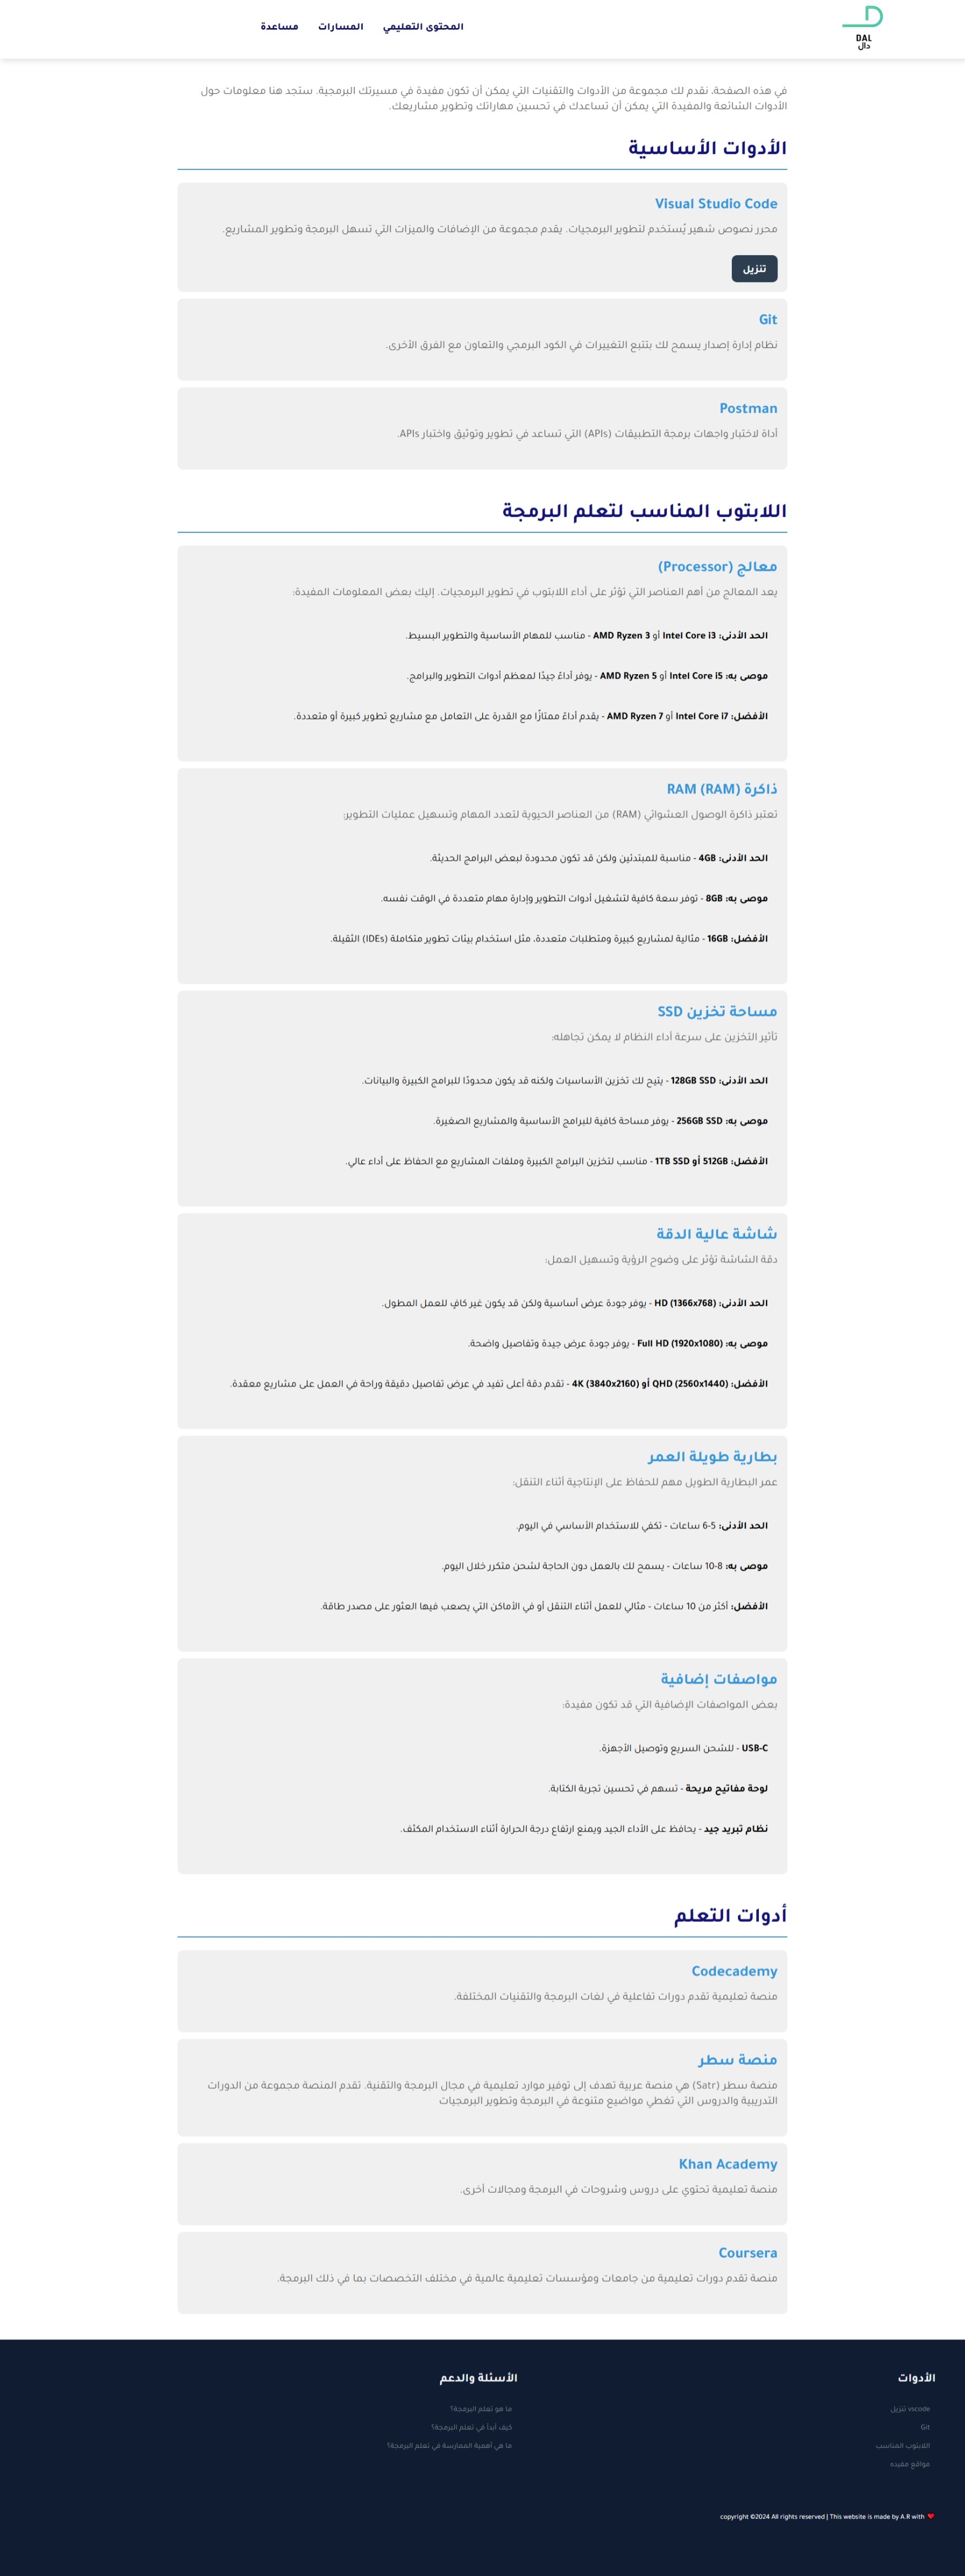 DAL
دال
المحتوى التعليمي
المسارات
مساعدة
في هذه الصفحة، نقدم لك مجموعة من الأدوات والتقنيات التي يمكن أن تكون مفيدة في مسيرتك البرمجية. ستجد هنا معلومات حول
الأدوات الشائعة والمفيدة التي يمكن أن تساعدك في تحسين مهاراتك وتطوير مشاريعك.
الأدوات الأساسية
Visual Studio Code
محرر نصوص شهير يُستخدم لتطوير البرمجيات. يقدم مجموعة من الإضافات والميزات التي تسهل البرمجة وتطوير المشاريع.
تنزيل
Git
نظام إدارة إصدار يسمح لك بتتبع التغييرات في الكود البرمجي والتعاون مع الفرق الأخرى.
Postman
أداة لاختبار واجهات برمجة التطبيقات (APIs) التي تساعد في تطوير وتوثيق واختبار APIs.
اللابتوب المناسب لتعلم البرمجة
معالج (Processor)
يعد المعالج من أهم العناصر التي تؤثر على أداء اللابتوب في تطوير البرمجيات. إليك بعض المعلومات المفيدة:
الحد الأدنى: Intel Core i3 أو AMD Ryzen 3 - مناسب للمهام الأساسية والتطوير البسيط.
موصى به: Intel Core i5 أو AMD Ryzen 5 - يوفر أداءً جيدًا لمعظم أدوات التطوير والبرامج.
الأفضل: Intel Core i7 أو AMD Ryzen 7 - يقدم أداءً ممتازًا مع القدرة على التعامل مع مشاريع تطوير كبيرة أو متعددة.
ذاكرة RAM (RAM)
تعتبر ذاكرة الوصول العشوائي (RAM) من العناصر الحيوية لتعدد المهام وتسهيل عمليات التطوير:
الحد الأدنى: 4GB - مناسبة للمبتدئين ولكن قد تكون محدودة لبعض البرامج الحديثة.
موصى به: 8GB - توفر سعة كافية لتشغيل أدوات التطوير وإدارة مهام متعددة في الوقت نفسه.
الأفضل: 16GB - مثالية لمشاريع كبيرة ومتطلبات متعددة، مثل استخدام بيئات تطوير متكاملة (IDEs) الثقيلة.
مساحة تخزين SSD
تأثير التخزين على سرعة أداء النظام لا يمكن تجاهله:
الحد الأدنى: 128GB SSD - يتيح لك تخزين الأساسيات ولكنه قد يكون محدودًا للبرامج الكبيرة والبيانات.
موصى به: 256GB SSD - يوفر مساحة كافية للبرامج الأساسية والمشاريع الصغيرة.
الأفضل: 512GB أو 1TB SSD - مناسب لتخزين البرامج الكبيرة وملفات المشاريع مع الحفاظ على أداء عالي.
شاشة عالية الدقة
دقة الشاشة تؤثر على وضوح الرؤية وتسهيل العمل:
الحد الأدنى: HD (1366x768) - يوفر جودة عرض أساسية ولكن قد يكون غير كافٍ للعمل المطول.
موصى به: Full HD (1920x1080) - يوفر جودة عرض جيدة وتفاصيل واضحة.
الأفضل: QHD (2560x1440) أو 4K (3840x2160) - تقدم دقة أعلى تفيد في عرض تفاصيل دقيقة وراحة في العمل على مشاريع معقدة.
بطارية طويلة العمر
عمر البطارية الطويل مهم للحفاظ على الإنتاجية أثناء التنقل:
الحد الأدنى: 5-6 ساعات - تكفي للاستخدام الأساسي في اليوم.
موصى به: 8-10 ساعات - يسمح لك بالعمل دون الحاجة لشحن متكرر خلال اليوم.
الأفضل: أكثر من 10 ساعات - مثالي للعمل أثناء التنقل أو في الأماكن التي يصعب فيها العثور على مصدر طاقة.
مواصفات إضافية
بعض المواصفات الإضافية التي قد تكون مفيدة:
USB-C - للشحن السريع وتوصيل الأجهزة.
لوحة مفاتيح مريحة - تسهم في تحسين تجربة الكتابة.
نظام تبريد جيد - يحافظ على الأداء الجيد ويمنع ارتفاع درجة الحرارة أثناء الاستخدام المكثف.
أدوات التعلم
Codecademy
منصة تعليمية تقدم دورات تفاعلية في لغات البرمجة والتقنيات المختلفة.
منصة سطر
منصة سطر (Satr) هي منصة عربية تهدف إلى توفير موارد تعليمية في مجال البرمجة والتقنية. تقدم المنصة مجموعة من الدورات
التدريبية والدروس التي تغطي مواضيع متنوعة في البرمجة وتطوير البرمجيات
Khan Academy
منصة تعليمية تحتوي على دروس وشروحات في البرمجة ومجالات أخرى.
Coursera
منصة تقدم دورات تعليمية من جامعات ومؤسسات تعليمية عالمية في مختلف التخصصات بما في ذلك البرمجة.
الأدوات
vscode تنزيل
Git
اللابتوب المناسب
مواقع مفيده
الأسئلة والدعم
ما هو تعلم البرمجة؟
كيف أبدأ في تعلم البرمجة؟
ما هي أهمية الممارسة في تعلم البرمجة؟
copyright ©2024 All rights reserved | This website is made by A.R with ❤